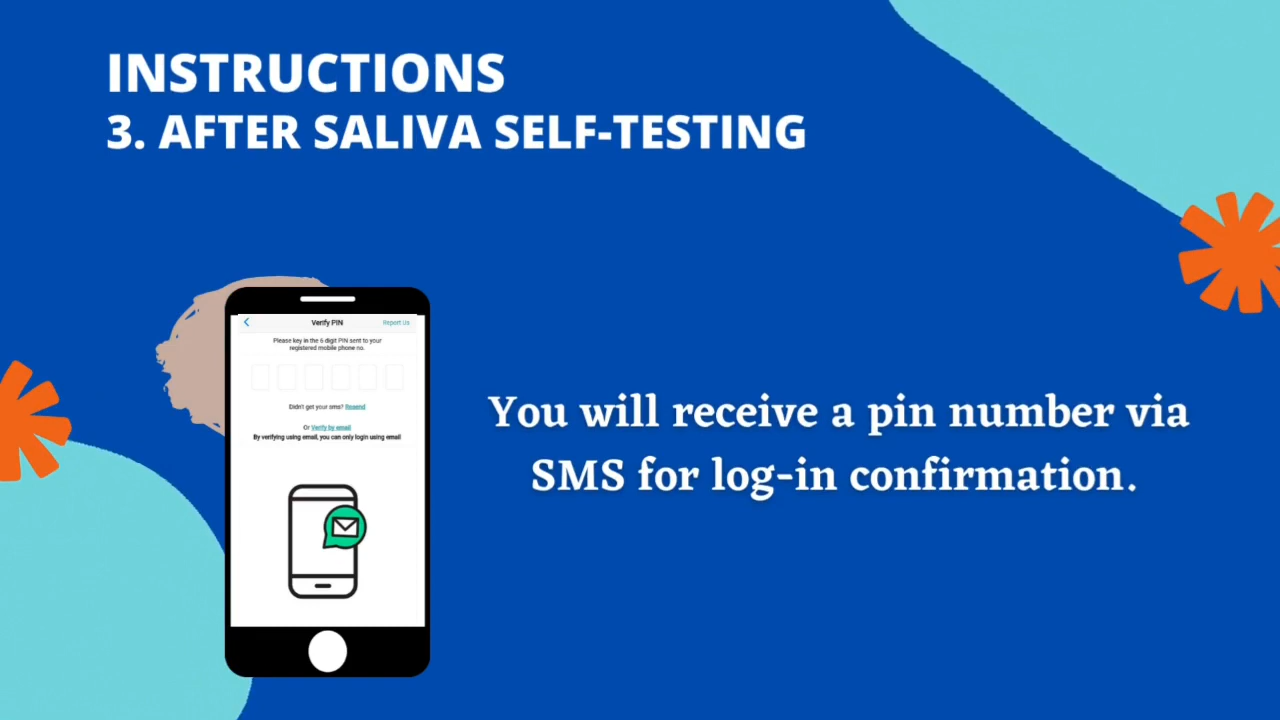 INSTRUCTIONS
3. AFTER SALIVA SELF-TESTING
Verify PIN
Report Us
Please key in the 6 digit PIN sent to your
registered mobile phone no.
Didn't get your sms? Resend
Or Verify by email
By verifying using email, you can only login using email
You will receive a pin number via
SMS for log-in confirmation.